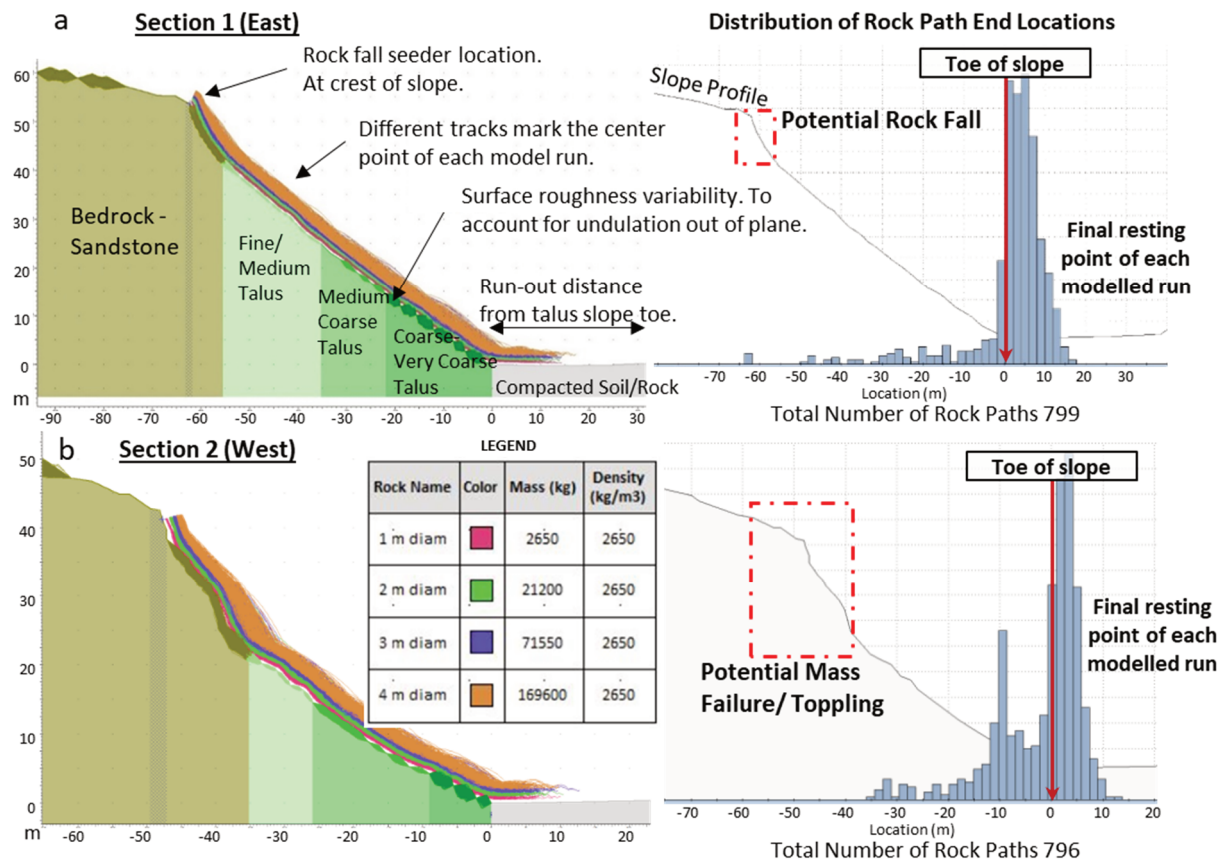 a
Section 1 (East)
Rock fall seeder location.
At crest of slope.
Different tracks mark the center
point of each model run.
Surface roughness variability. To
account for undulation out of plane.
Run-out distance
from talus slope toe.
Bedrock -
Sandstone
Fine/
Medium
Talus
Medium
Coarse
Talus
Coarse-
Very Coarse
Talus
Compacted Soil/Rock
60
50
40
30
20
10
0
m
-90 -80 -70 -60 -50 -40 -30 -20 -10 0 10 20 30
Distribution of Rock Path End Locations
Toe of slope
Slope Profile
Potential Rock Fall
Final resting
point of each
modelled run
-70 -60 -50 -40 -30 -20 -10 0 10 20 30
Location (m)
Total Number of Rock Paths 799
b
Section 2 (West)
50
40
30
20
10
0
m
-60 -50 -40 -30 -20 -10 0 10 20
LEGEND
Rock Name Color Mass (kg) Density (kg/m3)
1 m diam 2650 2650
2 m diam 21200 2650
3 m diam 71550 2650
4 m diam 169600 2650
Toe of slope
Potential Mass
Failure/ Toppling
Final resting
point of each
modelled run
-70 -60 -50 -40 -30 -20 -10 0 10 20
Location (m)
Total Number of Rock Paths 796